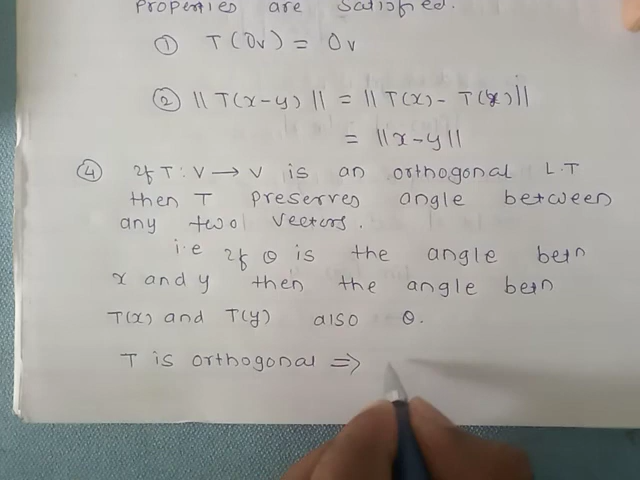 Properties are satisfied.
① T(0v) = 0v
② || T(x-y) || = || T(x) - T(y) ||
= || x-y ||
④ If T: V → V is an orthogonal L.T
then T preserves angle between
any two vectors.
i.e If θ is the angle betn
x and y then the angle betn
T(x) and T(y) also θ.
T is orthogonal ⇒